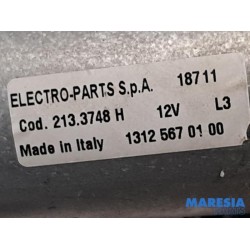 ELECTRO-PARTS S.p.A. 18711
Cod. 213.3748 H 12V L3
Made in Italy 1312 567 01 00
MARESIA